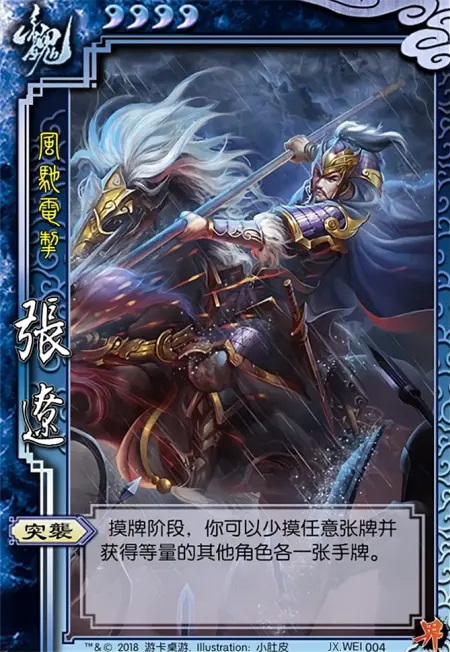 魏
風馳電掣
張遼
突襲
摸牌阶段，你可以少摸任意张牌并
获得等量的其他角色各一张手牌。
界
™& © 2018 游卡桌游. Illustration: 小肚皮
JX.WEI 004